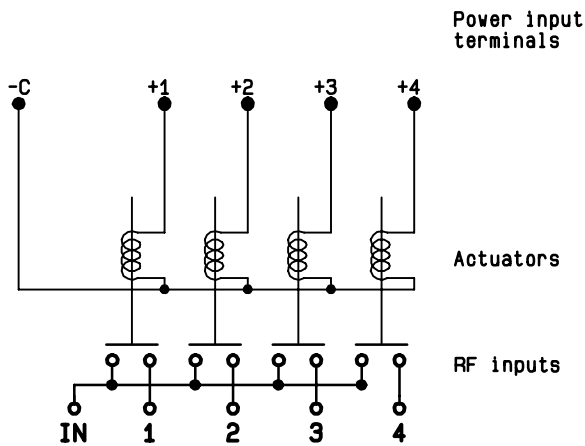 Power input
terminals
-C +1 +2 +3 +4
Actuators
RF inputs
IN 1 2 3 4